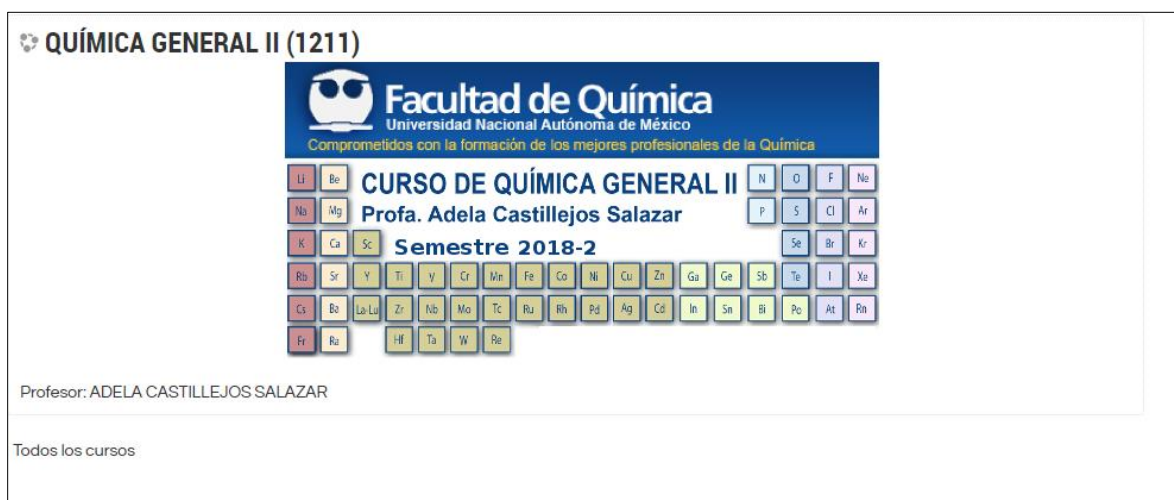 QUÍMICA GENERAL II (1211)
Facultad de Química
Universidad Nacional Autónoma de México
Comprometidos con la formación de los mejores profesionales de la Química
Li Be CURSO DE QUÍMICA GENERAL II N O F Ne
Na Mg Profa. Adela Castillejos Salazar P S Cl Ar
K Ca Sc Semestre 2018-2 Se Br Kr
Rb Sr Y Ti V Cr Mn Fe Co Ni Cu Zn Ga Ge Sb Te I Xe
Cs Ba La-Lu Zr Nb Mo Tc Ru Rh Pd Ag Cd In Sn Bi Po At Rn
Fr Ra Hf Ta W Re
Profesor: ADELA CASTILLEJOS SALAZAR
Todos los cursos